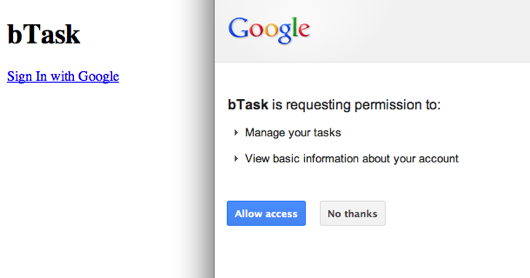 bTask
Sign In with Google
Google
bTask is requesting permission to:
Manage your tasks
View basic information about your account
Allow access
No thanks